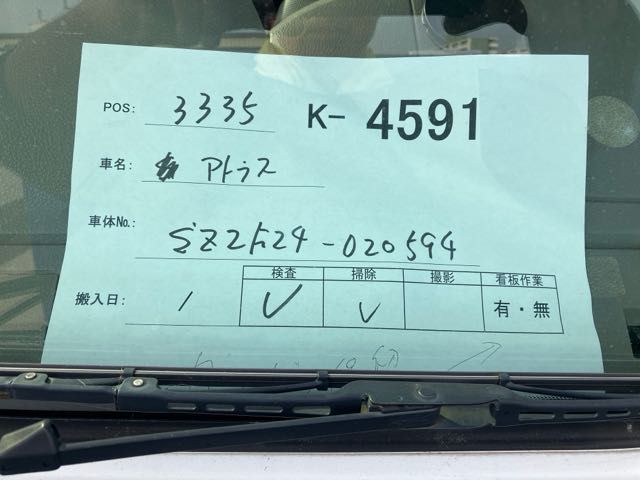 POS: 3335 K- 4591
車名: アトラス
車体No.: SZ2F24-020594
検査 掃除 撮影 看板作業
搬入日: / ✓ ✓ 有・無